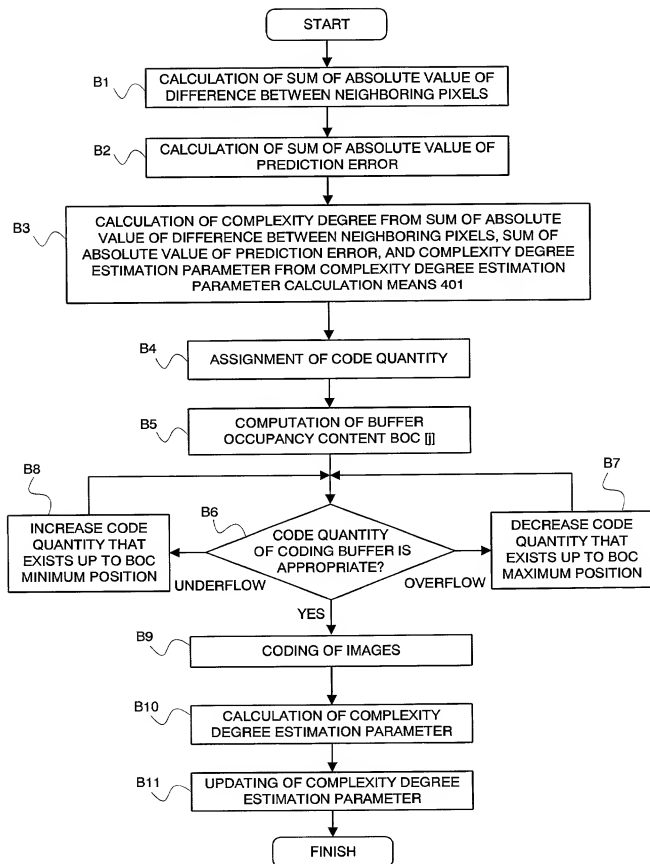 START
B1
CALCULATION OF SUM OF ABSOLUTE VALUE OF
DIFFERENCE BETWEEN NEIGHBORING PIXELS
B2
CALCULATION OF SUM OF ABSOLUTE VALUE OF
PREDICTION ERROR
B3
CALCULATION OF COMPLEXITY DEGREE FROM SUM OF ABSOLUTE
VALUE OF DIFFERENCE BETWEEN NEIGHBORING PIXELS, SUM OF
ABSOLUTE VALUE OF PREDICTION ERROR, AND COMPLEXITY DEGREE
ESTIMATION PARAMETER FROM COMPLEXITY DEGREE ESTIMATION
PARAMETER CALCULATION MEANS 401
B4
ASSIGNMENT OF CODE QUANTITY
B5
COMPUTATION OF BUFFER
OCCUPANCY CONTENT BOC [j]
B8
INCREASE CODE
QUANTITY THAT
EXISTS UP TO BOC
MINIMUM POSITION
B6
CODE QUANTITY
OF CODING BUFFER IS
APPROPRIATE?
B7
DECREASE CODE
QUANTITY THAT
EXISTS UP TO BOC
MAXIMUM POSITION
UNDERFLOW
OVERFLOW
YES
B9
CODING OF IMAGES
B10
CALCULATION OF COMPLEXITY
DEGREE ESTIMATION PARAMETER
B11
UPDATING OF COMPLEXITY DEGREE
ESTIMATION PARAMETER
FINISH